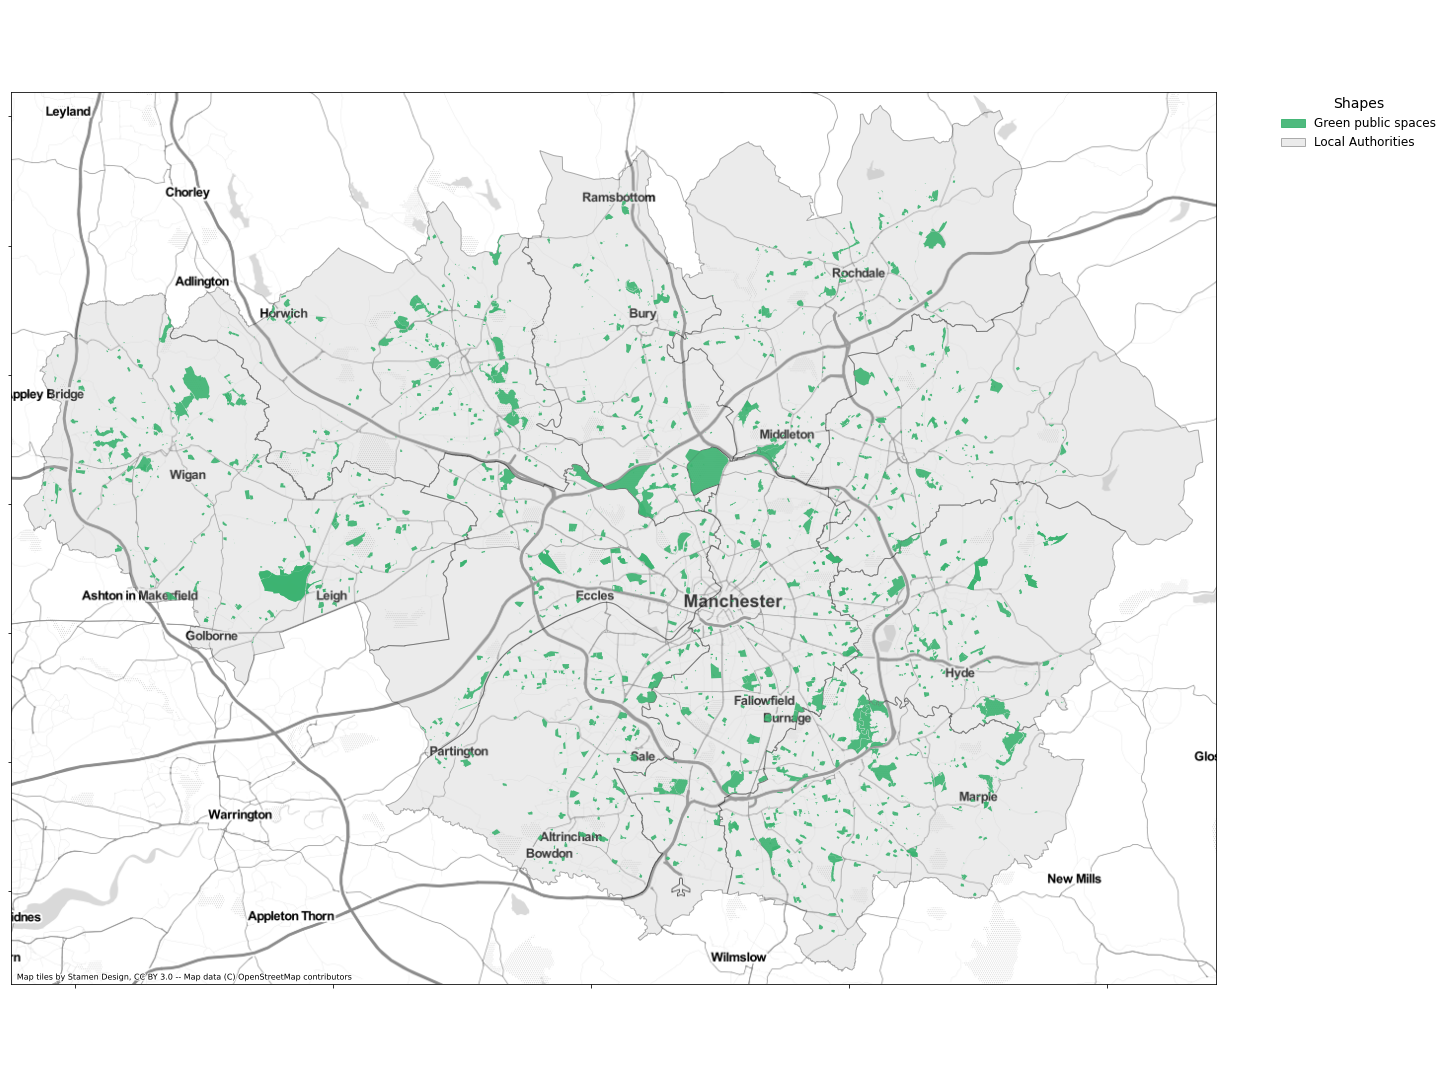 Leyland
Shapes
Green public spaces
Local Authorities
Chorley
Ramsbottom
Adlington
Rochdale
Horwich
Bury
ppley Bridge
Middleton
Wigan
Ashton in Makerfield
Leigh
Eccles
Manchester
Golborne
Hyde
Fallowfield
Burnage
Partington
Sale
Glos
Marple
Warrington
Altrincham
Bowdon
New Mills
idnes
Appleton Thorn
rn
Wilmslow
Map tiles by Stamen Design, CC BY 3.0 -- Map data (C) OpenStreetMap contributors